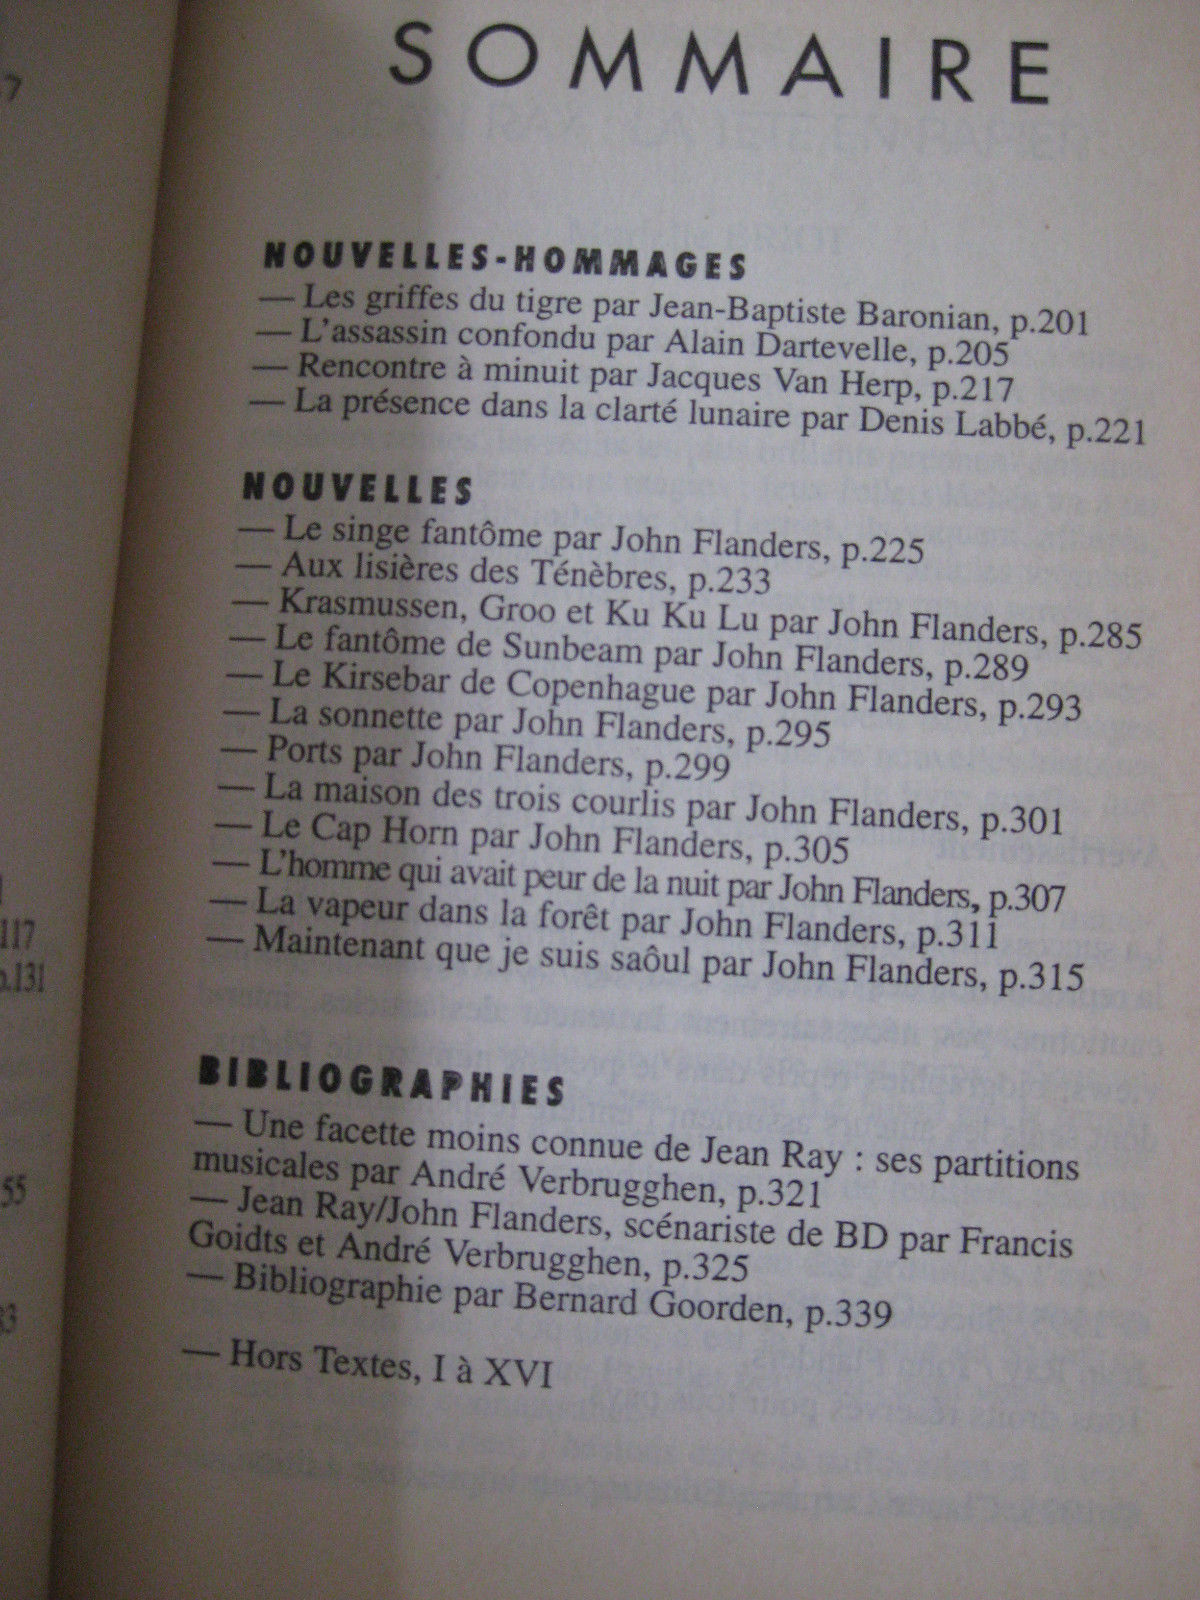 SOMMAIRE
NOUVELLES-HOMMAGES
— Les griffes du tigre par Jean-Baptiste Baronian, p.201
— L'assassin confondu par Alain Dartevelle, p.205
— Rencontre à minuit par Jacques Van Herp, p.217
— La présence dans la clarté lunaire par Denis Labbé, p.221
NOUVELLES
— Le singe fantôme par John Flanders, p.225
— Aux lisières des Ténèbres, p.233
— Krasmussen, Groo et Ku Ku Lu par John Flanders, p.285
— Le fantôme de Sunbeam par John Flanders, p.289
— Le Kirsebar de Copenhague par John Flanders, p.293
— La sonnette par John Flanders, p.295
— Ports par John Flanders, p.299
— La maison des trois courlis par John Flanders, p.301
— Le Cap Horn par John Flanders, p.305
— L'homme qui avait peur de la nuit par John Flanders, p.307
— La vapeur dans la forêt par John Flanders, p.311
— Maintenant que je suis saôul par John Flanders, p.315
BIBLIOGRAPHIES
— Une facette moins connue de Jean Ray : ses partitions
musicales par André Verbrugghen, p.321
— Jean Ray/John Flanders, scénariste de BD par Francis
Goidts et André Verbrugghen, p.325
— Bibliographie par Bernard Goorden, p.339
— Hors Textes, I à XVI
117
p.131
55